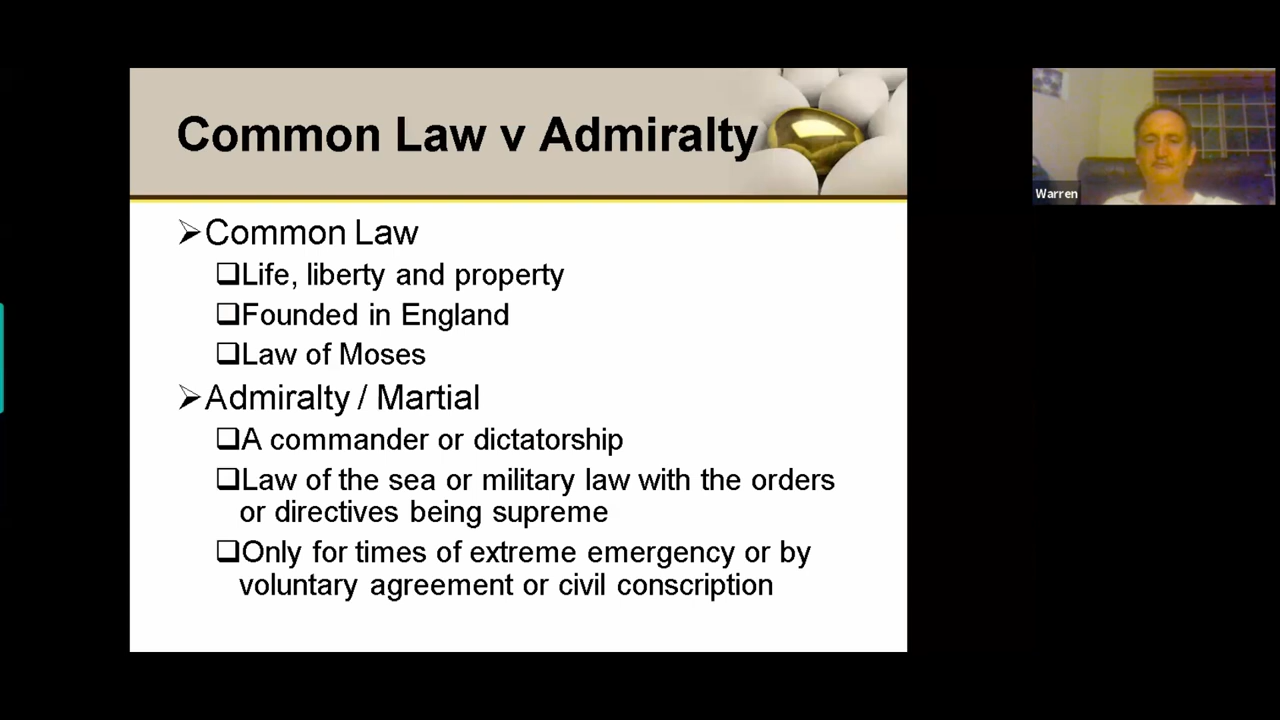 Common Law v Admiralty
Warren
➢Common Law
❑Life, liberty and property
❑Founded in England
❑Law of Moses
➢Admiralty / Martial
❑A commander or dictatorship
❑Law of the sea or military law with the orders
or directives being supreme
❑Only for times of extreme emergency or by
voluntary agreement or civil conscription